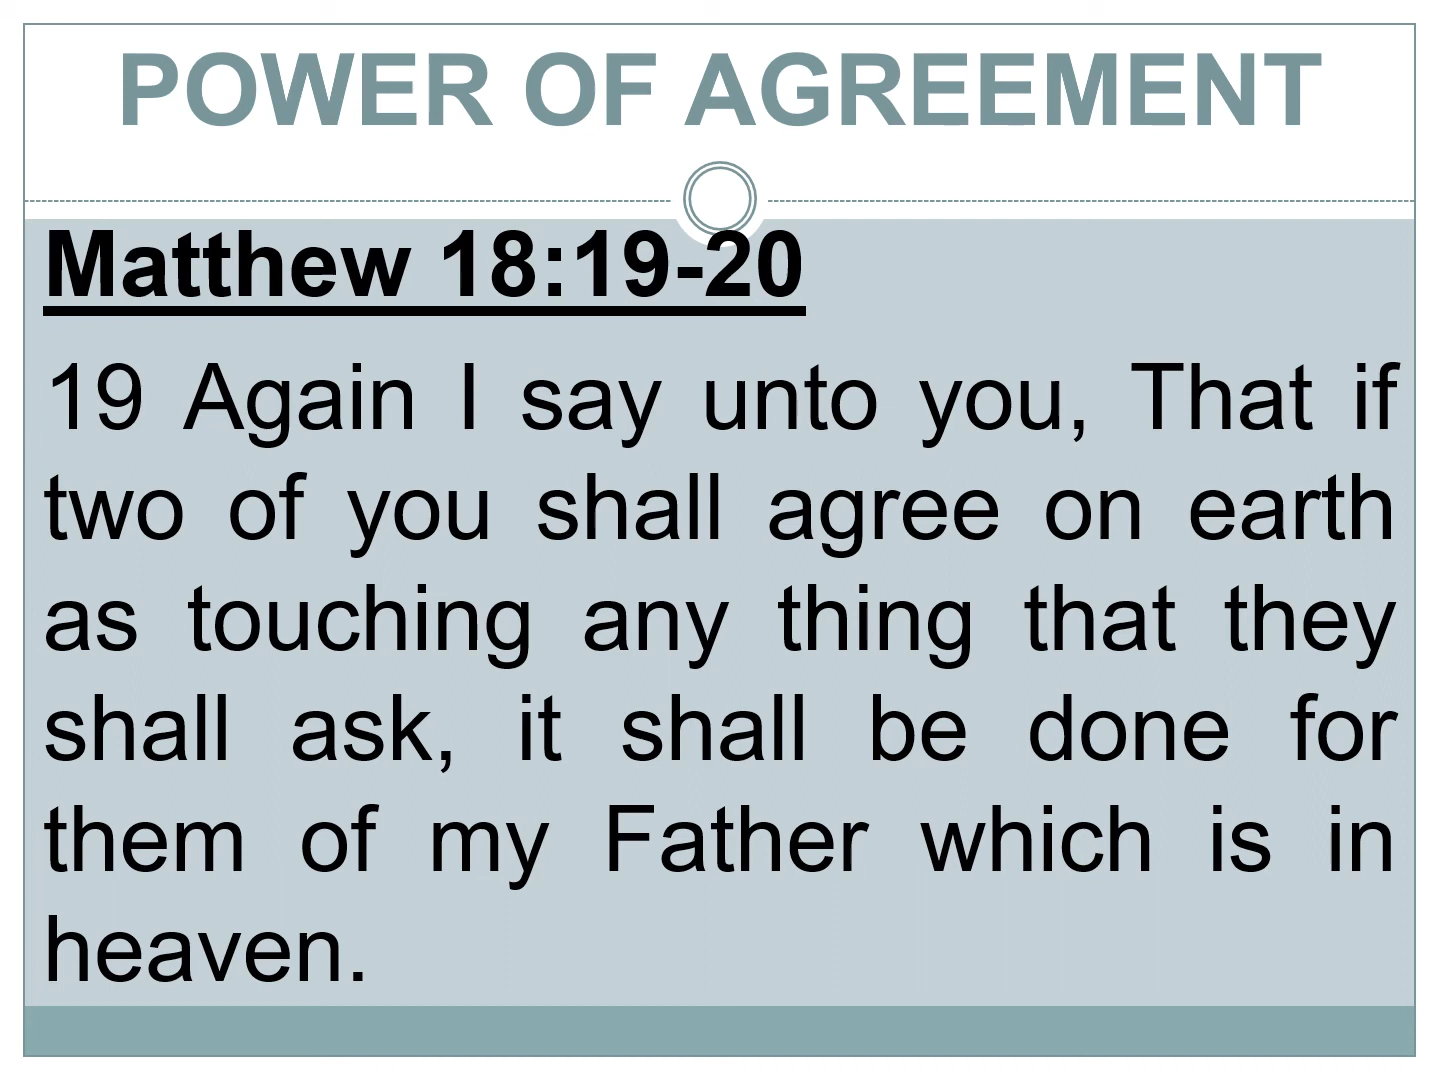 POWER OF AGREEMENT
Matthew 18:19-20
19 Again I say unto you, That if
two of you shall agree on earth
as touching any thing that they
shall ask, it shall be done for
them of my Father which is in
heaven.